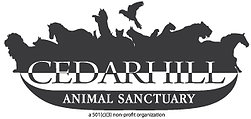 CEDARHILL
ANIMAL SANCTUARY
a 501(c)(3) non-profit organization